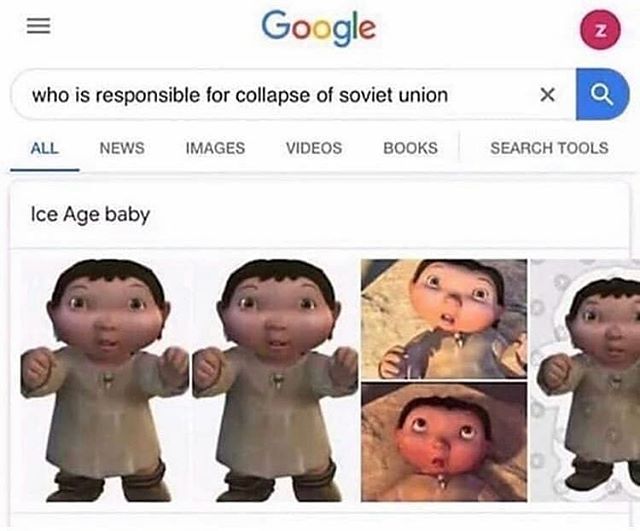 Google
Z
who is responsible for collapse of soviet union
ALL NEWS IMAGES VIDEOS BOOKS SEARCH TOOLS
Ice Age baby